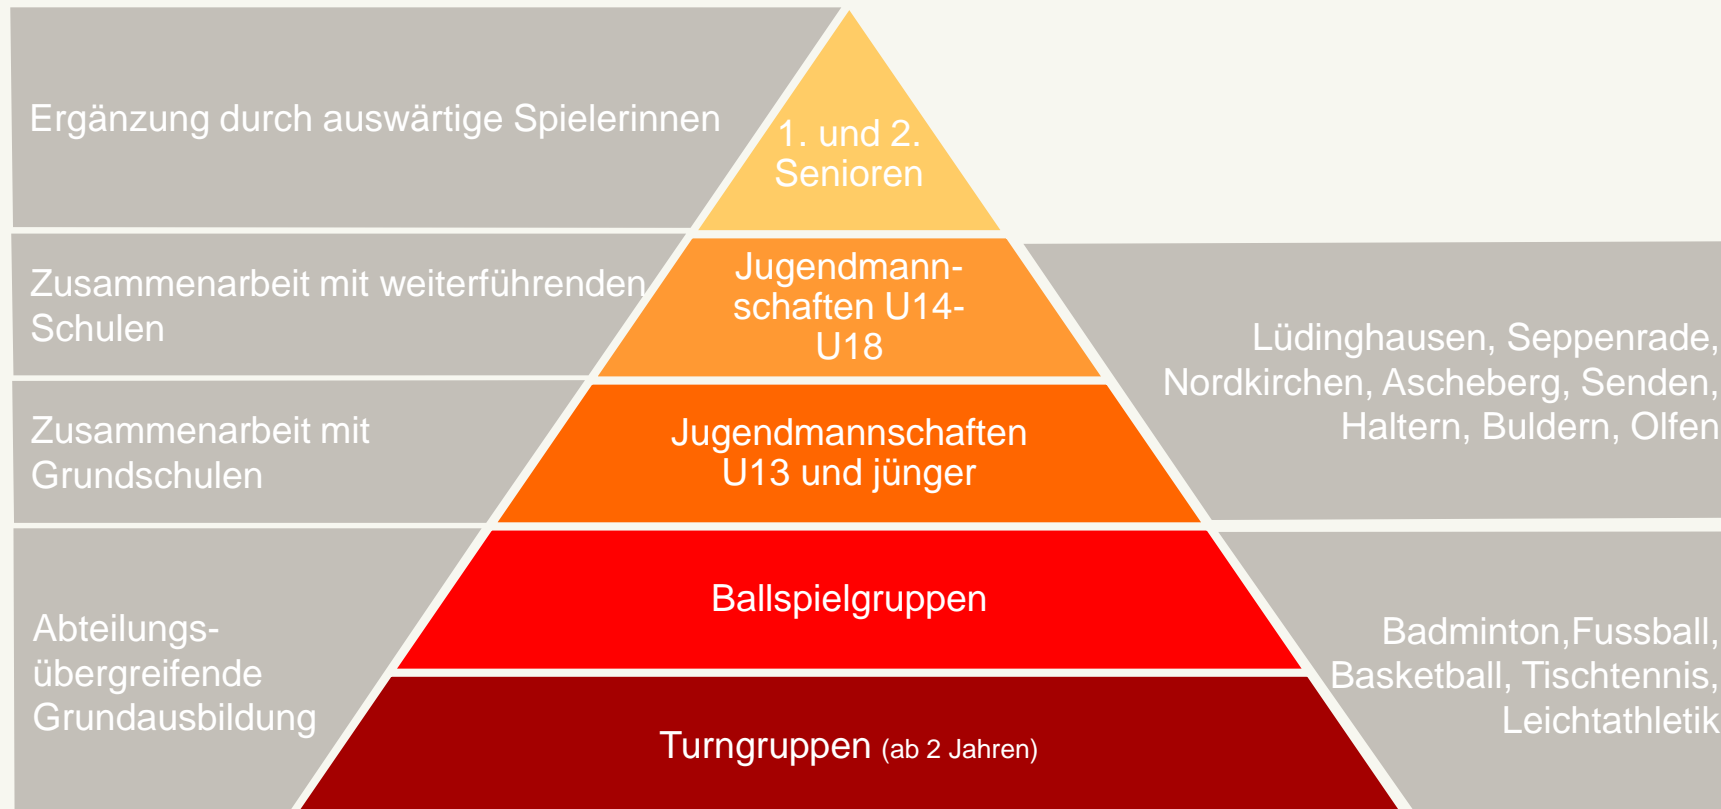 Ergänzung durch auswärtige Spielerinnen
1. und 2.
Senioren
Zusammenarbeit mit weiterführenden
Schulen
Jugendmann-
schaften U14-
U18
Lüdinghausen, Seppenrade,
Nordkirchen, Ascheberg, Senden,
Haltern, Buldern, Olfen
Zusammenarbeit mit
Grundschulen
Jugendmannschaften
U13 und jünger
Abteilungs-
übergreifende
Grundausbildung
Ballspielgruppen
Badminton,Fussball,
Basketball, Tischtennis,
Leichtathletik
Turngruppen (ab 2 Jahren)